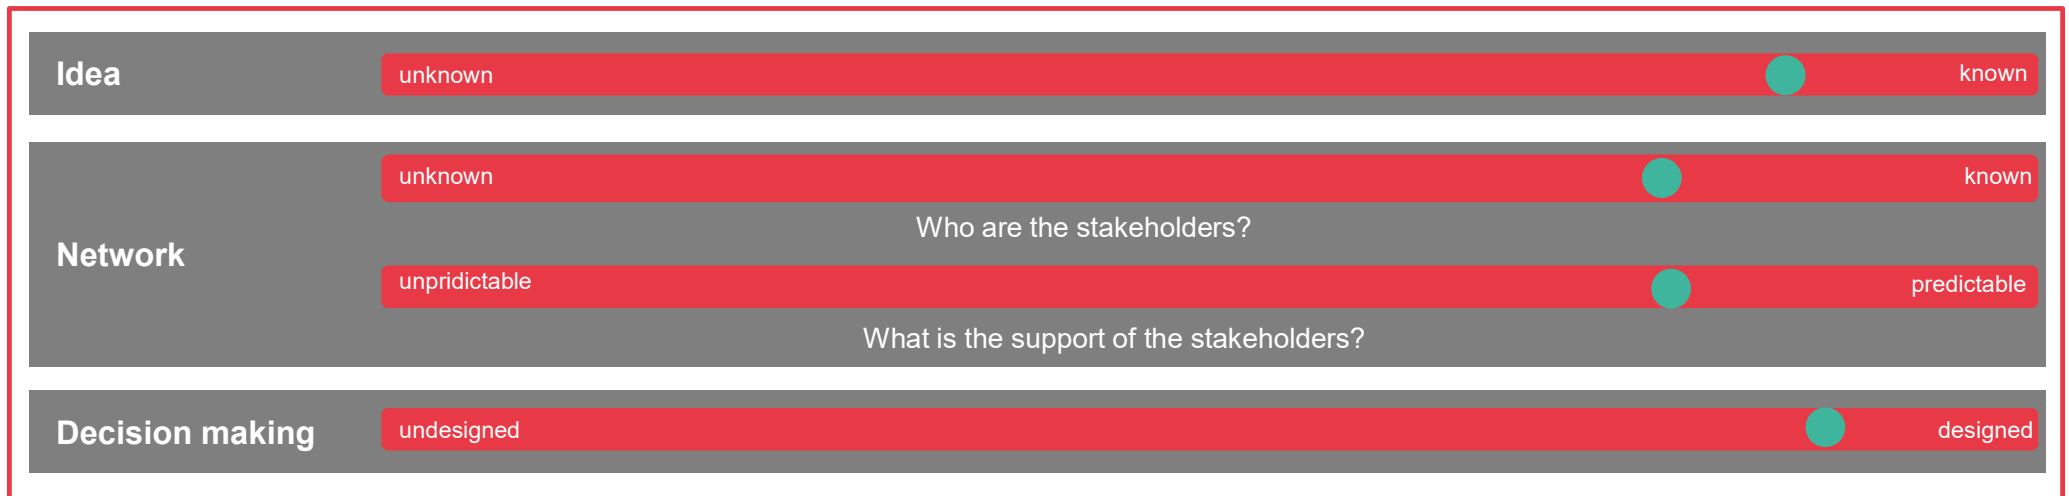 Idea
unknown
known
Network
unknown
known
Who are the stakeholders?
unpridictable
predictable
What is the support of the stakeholders?
Decision making
undesigned
designed